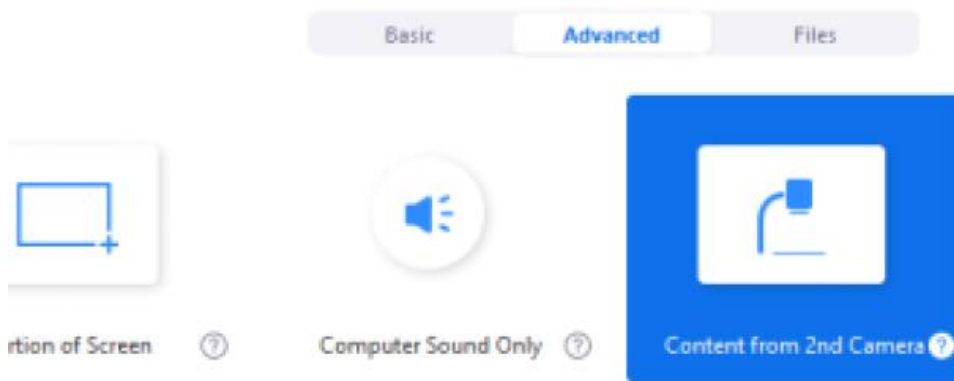 Basic Advanced Files
rtion of Screen ? Computer Sound Only ? Content from 2nd Camera ?